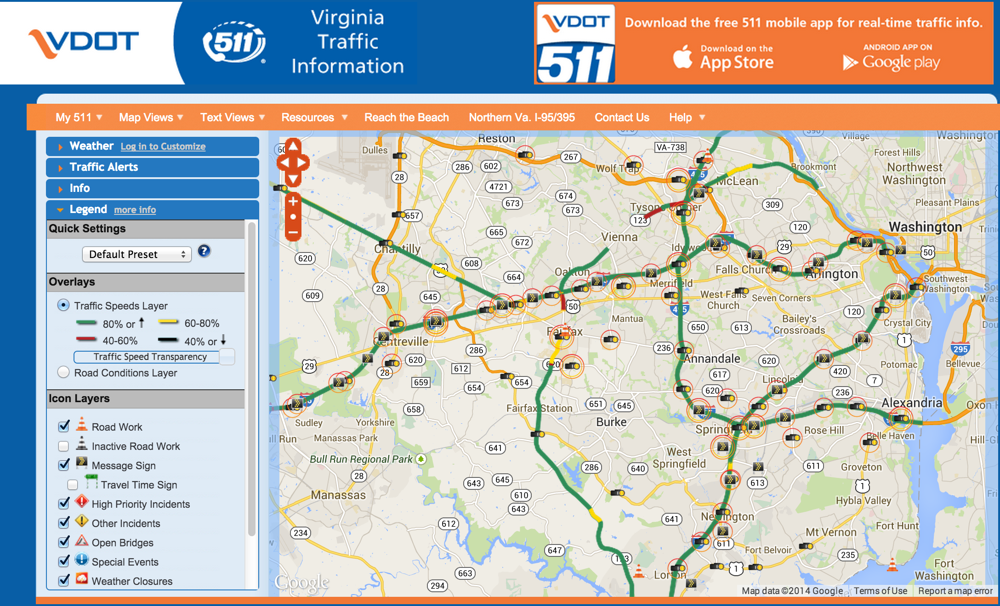 VDOT
511
®
Virginia
Traffic
Information
VDOT
511
Download the free 511 mobile app for real-time traffic info.
Download on the
App Store
ANDROID APP ON
Google play
My 511
Map Views
Text Views
Resources
Reach the Beach
Northern Va. I-95/395
Contact Us
Help
Weather Log in to Customize
Traffic Alerts
Info
Legend more info
Quick Settings
Default Preset
?
Overlays
Traffic Speeds Layer
80% or
60-80%
40-60%
40% or
Traffic Speed Transparency
Road Conditions Layer
Icon Layers
Road Work
Inactive Road Work
Message Sign
Travel Time Sign
High Priority Incidents
Other Incidents
Open Bridges
Special Events
Weather Closures
Reston
Village
Washington
Dulles
VA-738
Forest Hills
267
286
602
Wolf Trap
Brookmont
Northwest
Washington
28
495
McLean
4721
674
673
309
Pleasant Plains
Tysons Corner
673
657
123
120
Washington
665
Vienna
672
29
Idylwood
Chantilly
50
620
608
Oakton
664
Falls Church
Arlington
Merrifield
Southwest
Washington
28
609
645
West Falls
Church
Seven Corners
50
495
120
Mantua
Bailey's
Crossroads
Crystal City
650
613
Fairfax
1
Centreville
236
286
295
Annandale
620
620
29
612
620
Potomac
Bellevue
28
420
617
659
654
654
Lincolnia
7
620
236
651
645
658
Fairfax Station
Alexandria
Sudley
Yorkshire
Burke
Springfield
Rose Hill
Belle Haven
Manassas Park
641
West
Springfield
Bull Run Regional Park
286
640
611
Groveton
28
643
645
613
1
Manassas
610
Hybla Valley
643
641
Newington
612
Fort Hunt
234
Mt Vernon
611
647
Fort Belvoir
235
123
663
Lorton
1
Fort
Washington
294
Google
Map data ©2014 Google
Terms of Use
Report a map error